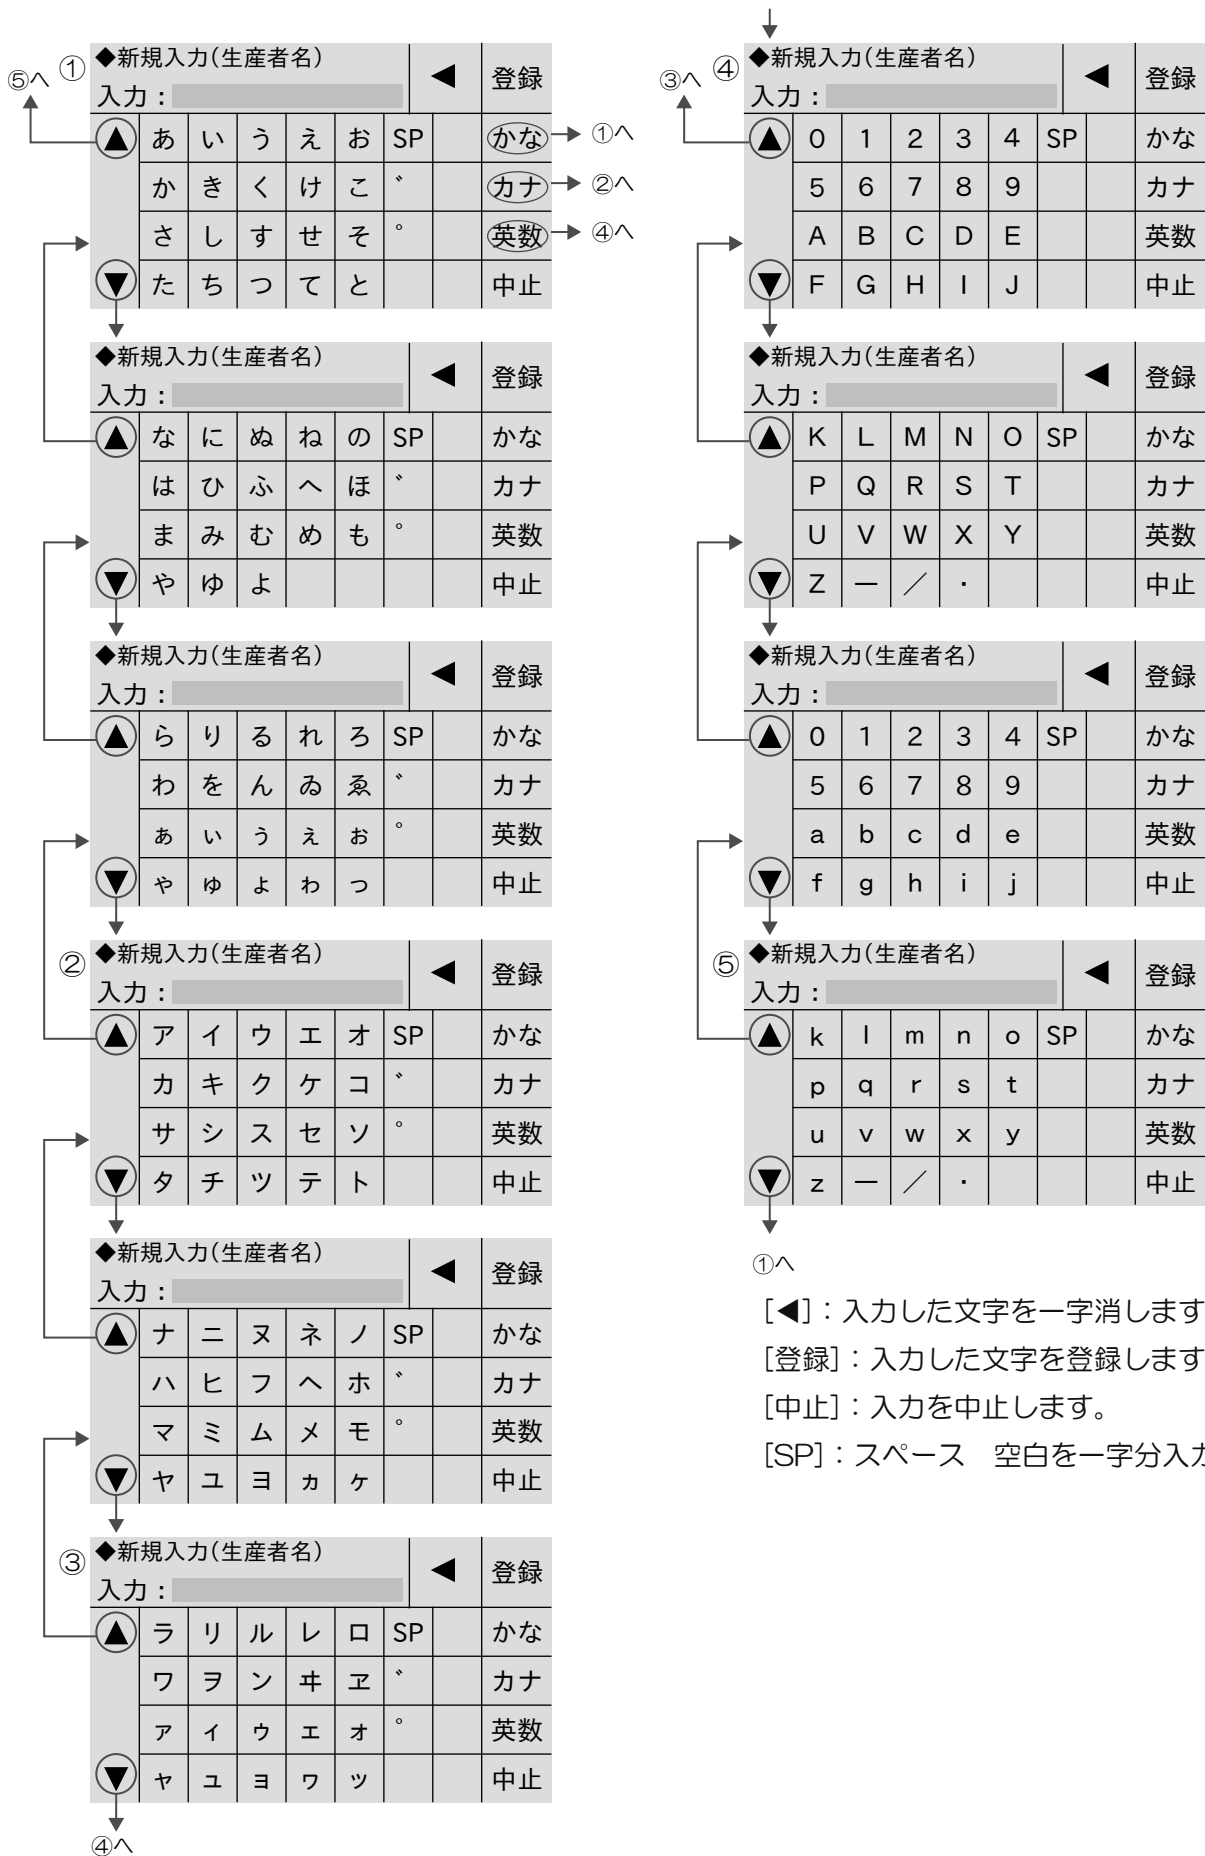 ⑤へ
①
◆新規入力(生産者名)
◀ 登録
入力：
▲ あ い う え お SP かな ①へ
か き く け こ ゛ カナ ②へ
さ し す せ そ ゜ 英数 ④へ
▼ た ち つ て と 中止
◆新規入力(生産者名)
◀ 登録
入力：
▲ な に ぬ ね の SP かな
は ひ ふ へ ほ ゛ カナ
ま み む め も ゜ 英数
▼ や ゆ よ 中止
◆新規入力(生産者名)
◀ 登録
入力：
▲ ら り る れ ろ SP かな
わ を ん ゐ ゑ ゛ カナ
ぁ ぃ ぅ ぇ ぉ ゜ 英数
▼ ゃ ゅ ょ ゎ っ 中止
②
◆新規入力(生産者名)
◀ 登録
入力：
▲ ア イ ウ エ オ SP かな
カ キ ク ケ コ ゛ カナ
サ シ ス セ ソ ゜ 英数
▼ タ チ ツ テ ト 中止
◆新規入力(生産者名)
◀ 登録
入力：
▲ ナ ニ ヌ ネ ノ SP かな
ハ ヒ フ ヘ ホ ゛ カナ
マ ミ ム メ モ ゜ 英数
▼ ヤ ユ ヨ ヵ ヶ 中止
③
◆新規入力(生産者名)
◀ 登録
入力：
▲ ラ リ ル レ ロ SP かな
ワ ヲ ン ヰ ヱ ゛ カナ
ァ ィ ゥ ェ ォ ゜ 英数
▼ ャ ュ ョ ヮ ッ 中止
④へ
③へ
④
◆新規入力(生産者名)
◀ 登録
入力：
▲ 0 1 2 3 4 SP かな
5 6 7 8 9 カナ
A B C D E 英数
▼ F G H I J 中止
◆新規入力(生産者名)
◀ 登録
入力：
▲ K L M N O SP かな
P Q R S T カナ
U V W X Y 英数
▼ Z ー ／ ・ 中止
◆新規入力(生産者名)
◀ 登録
入力：
▲ 0 1 2 3 4 SP かな
5 6 7 8 9 カナ
a b c d e 英数
▼ f g h i j 中止
⑤
◆新規入力(生産者名)
◀ 登録
入力：
▲ k l m n o SP かな
p q r s t カナ
u v w x y 英数
▼ z ー ／ ・ 中止
①へ
[◀]：入力した文字を一字消します
[登録]：入力した文字を登録します
[中止]：入力を中止します。
[SP]：スペース　空白を一字分入